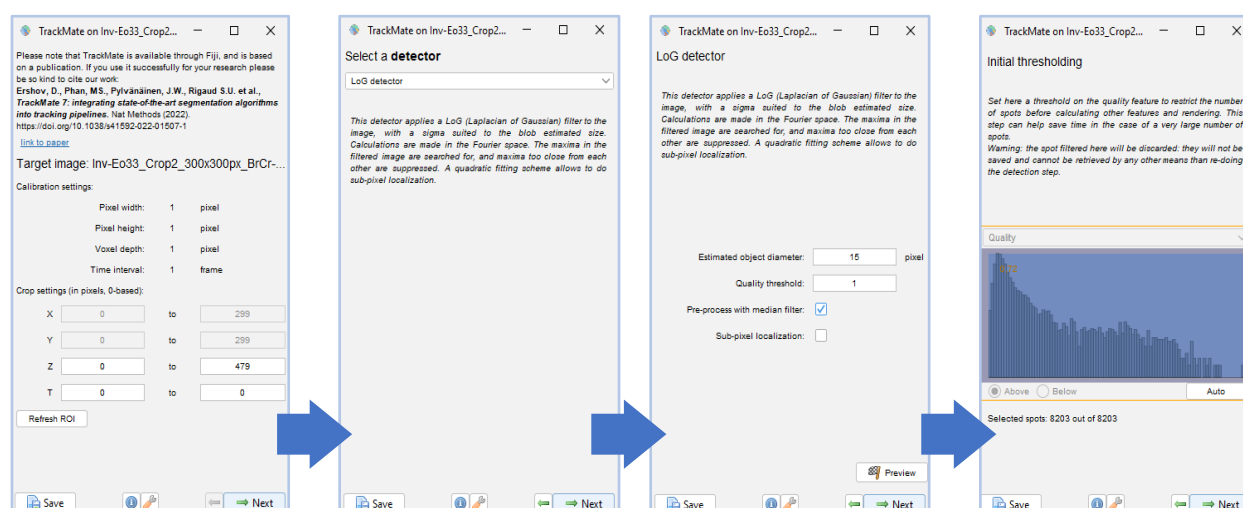 TrackMate on Inv-Eo33_Crop2...
Please note that TrackMate is available through Fiji, and is based
on a publication. If you use it successfully for your research please
be so kind to cite our work:
Ershov, D., Phan, MS., Pylvänäinen, J.W., Rigaud S.U. et al.,
TrackMate 7: integrating state-of-the-art segmentation algorithms
into tracking pipelines. Nat Methods (2022).
https://doi.org/10.1038/s41592-022-01507-1
link to paper
Target image: Inv-Eo33_Crop2_300x300px_BrCr-...
Calibration settings:
Pixel width: 1 pixel
Pixel height: 1 pixel
Voxel depth: 1 pixel
Time interval: 1 frame
Crop settings (in pixels, 0-based):
X 0 to 299
Y 0 to 299
Z 0 to 479
T 0 to 0
Refresh ROI
Save Next
TrackMate on Inv-Eo33_Crop2...
Select a detector
LoG detector
This detector applies a LoG (Laplacian of Gaussian) filter to the
image, with a sigma suited to the blob estimated size.
Calculations are made in the Fourier space. The maxima in the
filtered image are searched for, and maxima too close from each
other are suppressed. A quadratic fitting scheme allows to do
sub-pixel localization.
Save Next
TrackMate on Inv-Eo33_Crop2...
LoG detector
This detector applies a LoG (Laplacian of Gaussian) filter to the
image, with a sigma suited to the blob estimated size.
Calculations are made in the Fourier space. The maxima in the
filtered image are searched for, and maxima too close from each
other are suppressed. A quadratic fitting scheme allows to do
sub-pixel localization.
Estimated object diameter: 15 pixel
Quality threshold: 1
Pre-process with median filter:
Sub-pixel localization:
Preview
Save Next
TrackMate on Inv-Eo33_Crop2...
Initial thresholding
Set here a threshold on the quality feature to restrict the number
of spots before calculating other features and rendering. This
step can help save time in the case of a very large number of
spots.
Warning: the spot filtered here will be discarded: they will not be
saved and cannot be retrieved by any other means than re-doing
the detection step.
Quality
Above Below Auto
Selected spots: 8203 out of 8203
Save Next